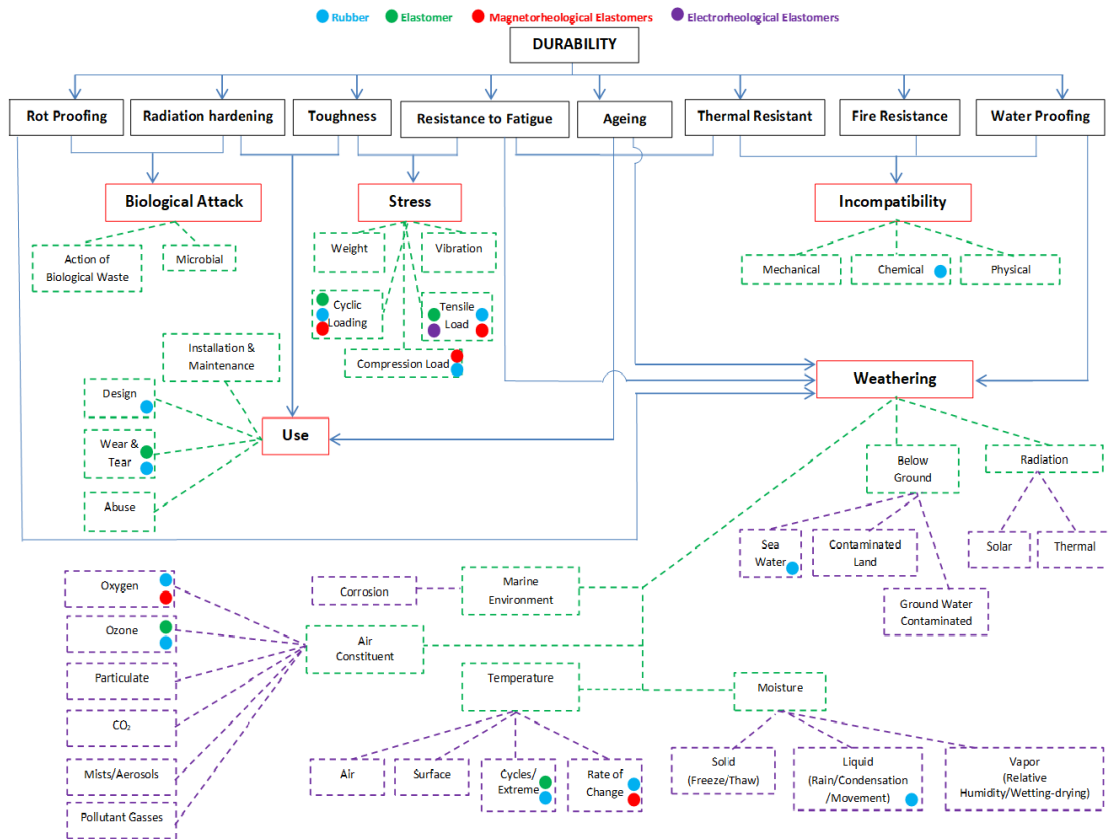 Rubber Elastomer Magnetorheological Elastomers Electrorheological Elastomers
DURABILITY
Rot Proofing
Radiation hardening
Toughness
Resistance to Fatigue
Ageing
Thermal Resistant
Fire Resistance
Water Proofing
Biological Attack
Stress
Incompatibility
Action of
Biological Waste
Microbial
Weight
Vibration
Mechanical
Chemical
Physical
Cyclic
Loading
Tensile
Load
Compression Load
Installation &
Maintenance
Design
Wear &
Tear
Abuse
Use
Weathering
Below
Ground
Radiation
Sea
Water
Contaminated
Land
Solar
Thermal
Ground Water
Contaminated
Oxygen
Ozone
Particulate
CO₂
Mists/Aerosols
Pollutant Gasses
Corrosion
Marine
Environment
Air
Constituent
Temperature
Moisture
Air
Surface
Cycles/
Extreme
Rate of
Change
Solid
(Freeze/Thaw)
Liquid
(Rain/Condensation
/Movement)
Vapor
(Relative
Humidity/Wetting-drying)